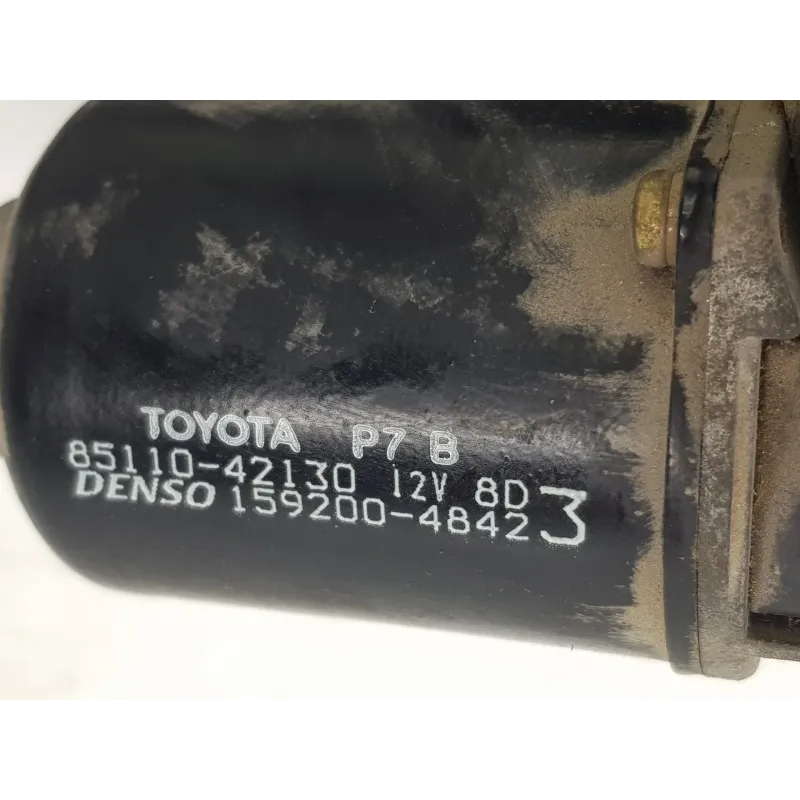 TOYOTA P7 B
85110-42130 12V 8D
DENSO 159200-4842 3